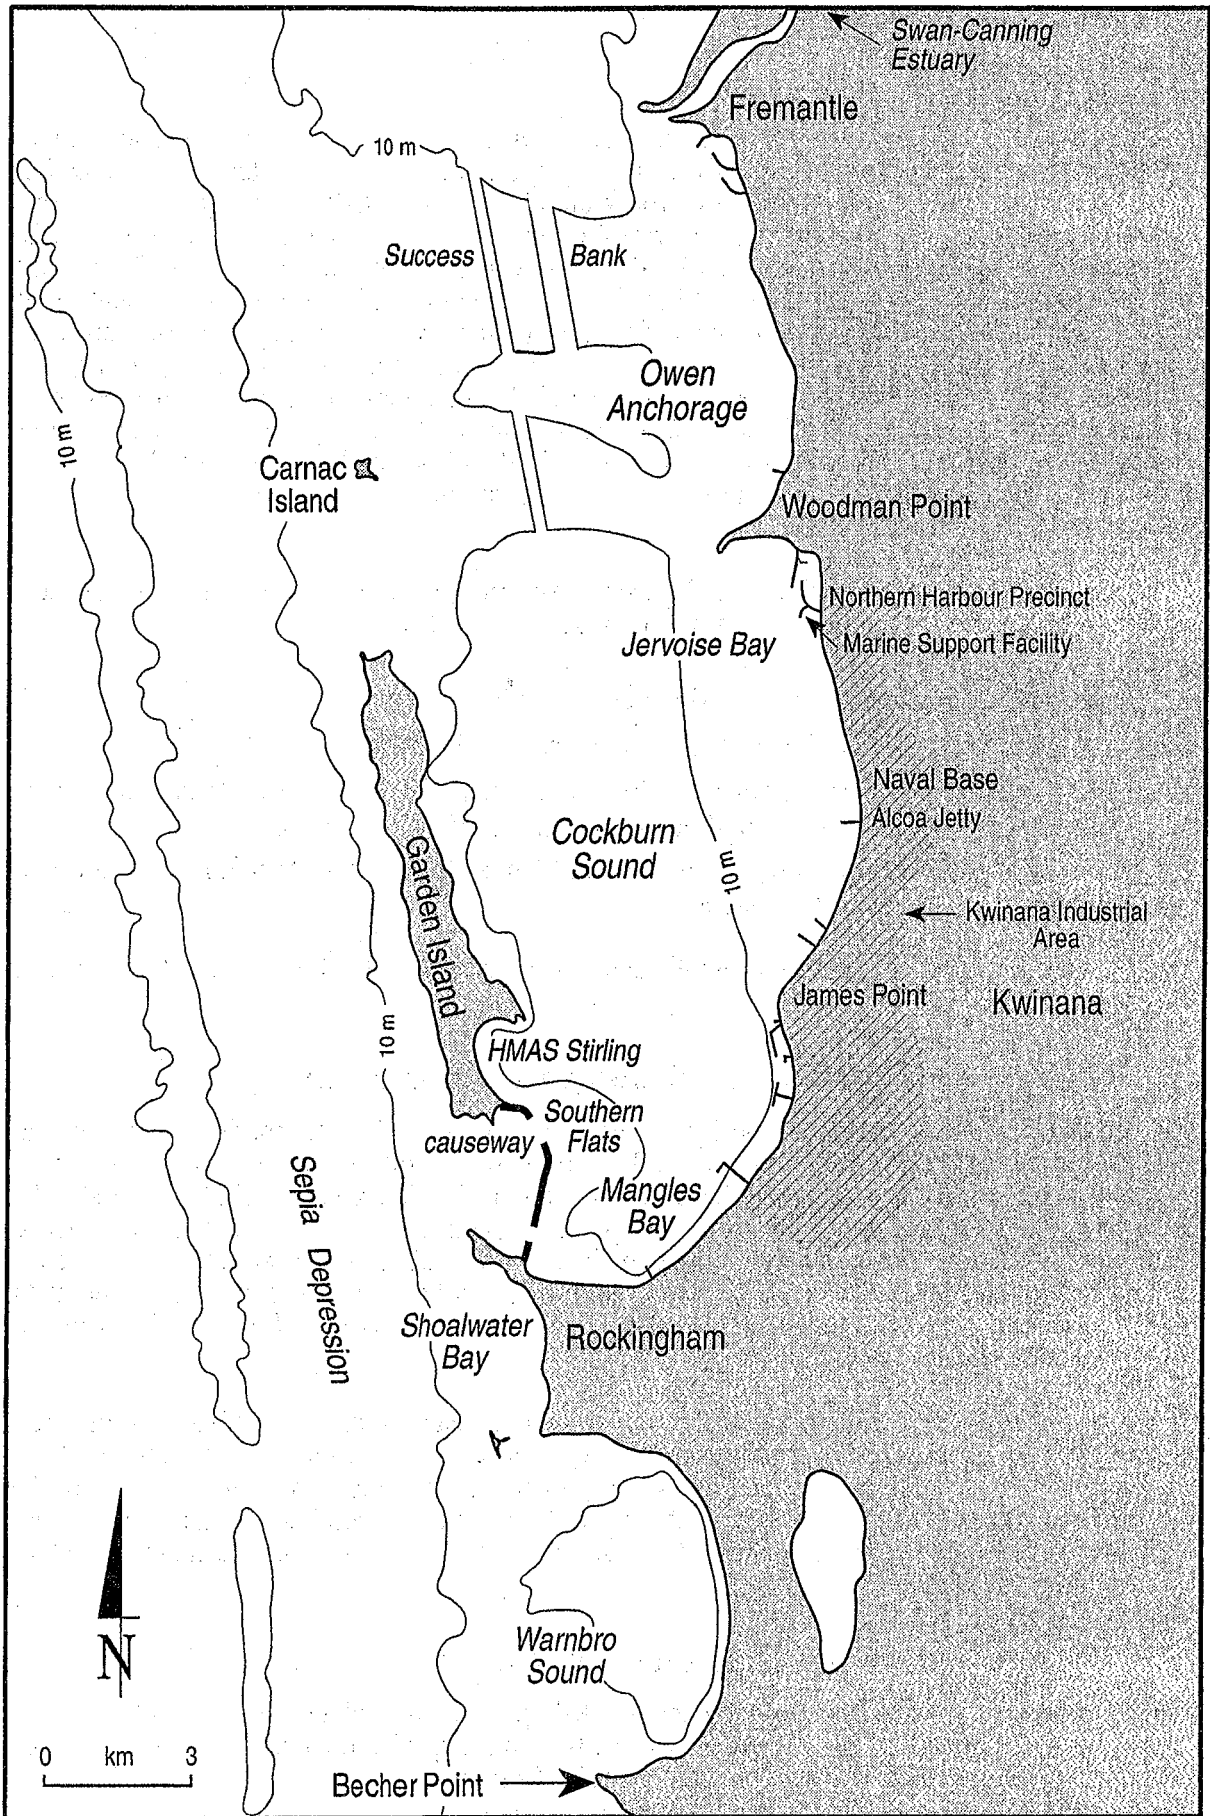 Swan-Canning
Estuary
Fremantle
10 m
Success
Bank
Owen
Anchorage
10 m
Carnac
Island
Woodman Point
Northern Harbour Precinct
Jervoise Bay
Marine Support Facility
Naval Base
Alcoa Jetty
Cockburn
Sound
10 m
Garden Island
Kwinana Industrial
Area
James Point
Kwinana
10 m
HMAS Stirling
Southern
Flats
causeway
Mangles
Bay
Sepia Depression
Shoalwater
Bay
Rockingham
N
Warnbro
Sound
0 km 3
Becher Point